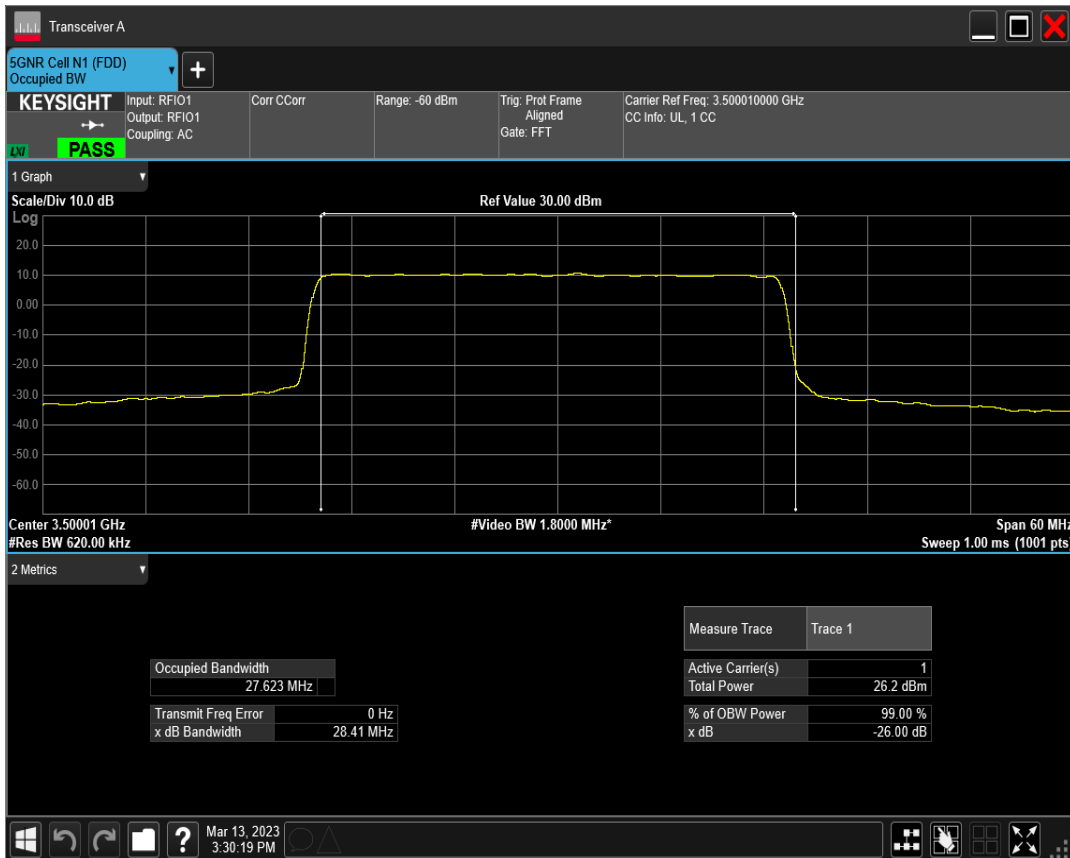 Transceiver A
5GNR Cell N1 (FDD)
Occupied BW
+
KEYSIGHT
LXI
PASS
Input: RFIO1
Output: RFIO1
Coupling: AC
Corr CCorr
Range: -60 dBm
Trig: Prot Frame
Aligned
Gate: FFT
Carrier Ref Freq: 3.500010000 GHz
CC Info: UL, 1 CC
1 Graph
Scale/Div 10.0 dB
Ref Value 30.00 dBm
Log
20.0
10.0
0.00
-10.0
-20.0
-30.0
-40.0
-50.0
-60.0
Center 3.50001 GHz
#Video BW 1.8000 MHz*
Span 60 MHz
#Res BW 620.00 kHz
Sweep 1.00 ms (1001 pts)
2 Metrics
Measure Trace Trace 1
Occupied Bandwidth
27.623 MHz
Active Carrier(s) 1
Total Power 26.2 dBm
Transmit Freq Error 0 Hz
x dB Bandwidth 28.41 MHz
% of OBW Power 99.00 %
x dB -26.00 dB
?
Mar 13, 2023
3:30:19 PM